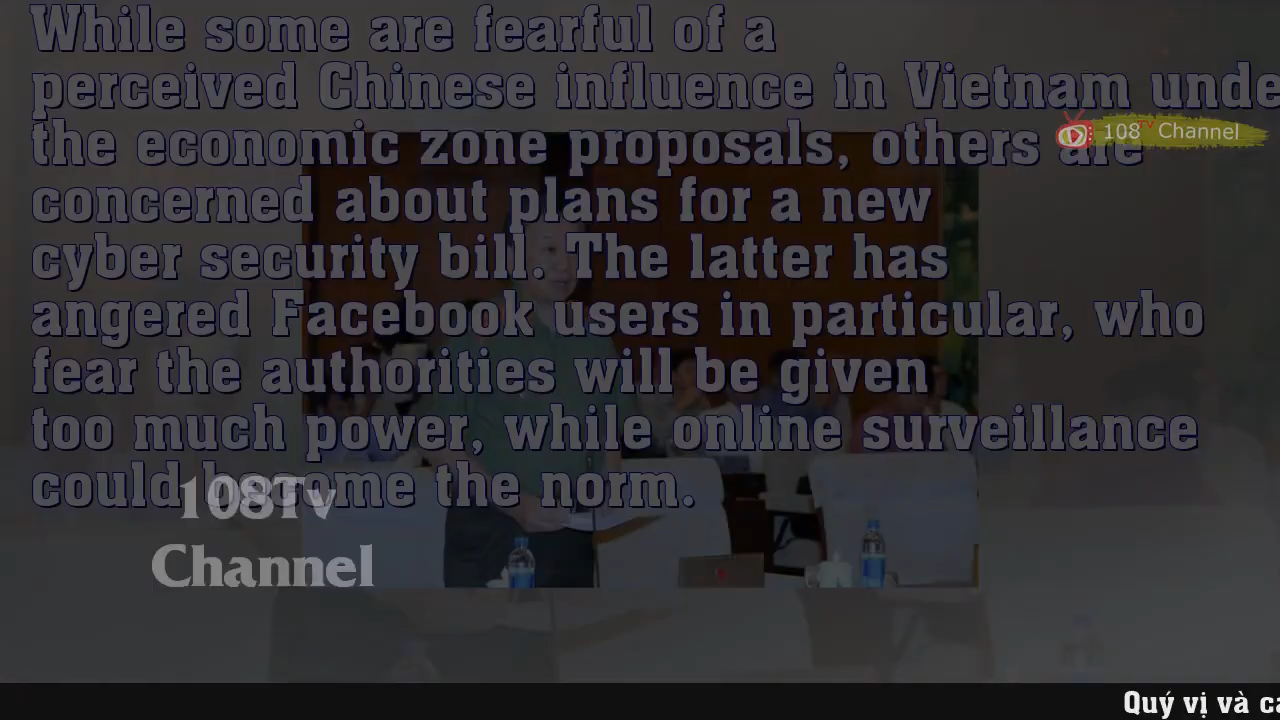 While some are fearful of a
perceived Chinese influence in Vietnam unde
the economic zone proposals, others are
108 Tv Channel
concerned about plans for a new
cyber security bill. The latter has
angered Facebook users in particular, who
fear the authorities will be given
too much power, while online surveillance
could become the norm.
108Tv
Channel
Quý vị và